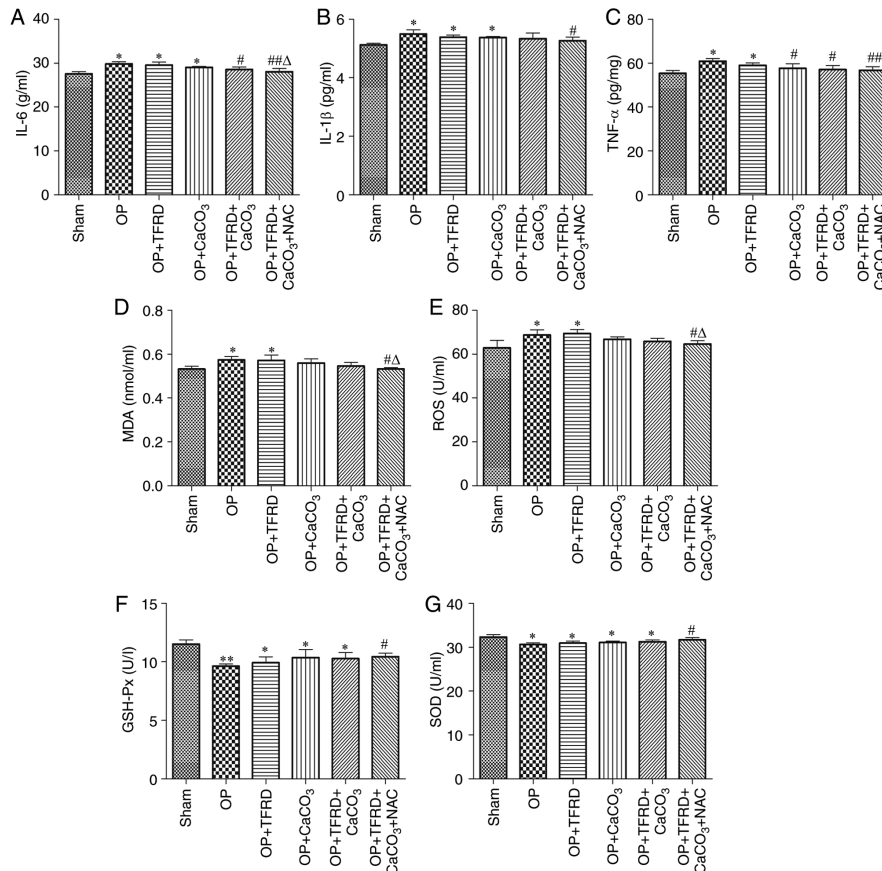 A
IL-6 (g/ml)
40
30
20
10
0
*
*
*
#
##Δ
Sham
OP
OP+TFRD
OP+CaCO3
OP+TFRD+
CaCO3
OP+TFRD+
CaCO3+NAC
B
IL-1β (pg/ml)
6
4
2
0
*
*
*
#
Sham
OP
OP+TFRD
OP+CaCO3
OP+TFRD+
CaCO3
OP+TFRD+
CaCO3+NAC
C
TNF-α (pg/mg)
80
60
40
20
0
*
*
#
#
##
Sham
OP
OP+TFRD
OP+CaCO3
OP+TFRD+
CaCO3
OP+TFRD+
CaCO3+NAC
D
MDA (nmol/ml)
0.8
0.6
0.4
0.2
0.0
*
*
#Δ
Sham
OP
OP+TFRD
OP+CaCO3
OP+TFRD+
CaCO3
OP+TFRD+
CaCO3+NAC
E
ROS (U/ml)
80
60
40
20
0
*
*
#Δ
Sham
OP
OP+TFRD
OP+CaCO3
OP+TFRD+
CaCO3
OP+TFRD+
CaCO3+NAC
F
GSH-Px (U/l)
15
10
5
0
**
*
*
*
#
Sham
OP
OP+TFRD
OP+CaCO3
OP+TFRD+
CaCO3
OP+TFRD+
CaCO3+NAC
G
SOD (U/ml)
40
30
20
10
0
*
*
*
*
#
Sham
OP
OP+TFRD
OP+CaCO3
OP+TFRD+
CaCO3
OP+TFRD+
CaCO3+NAC